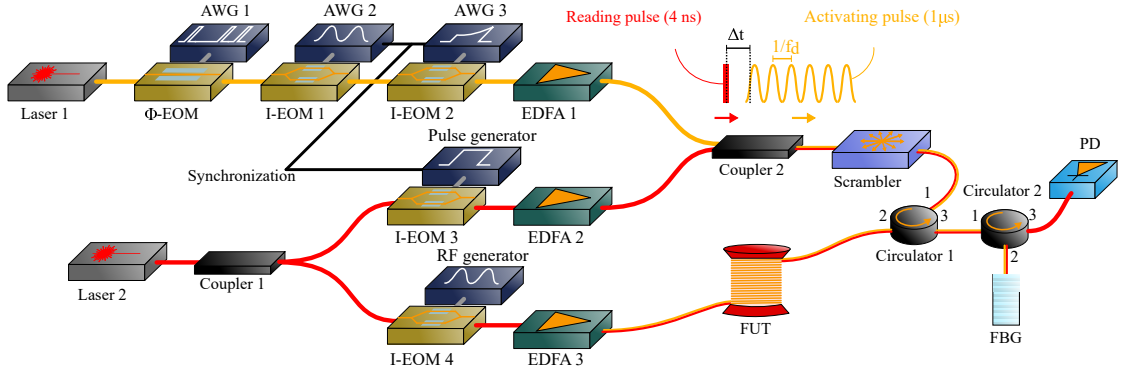 AWG 1
AWG 2
AWG 3
Reading pulse (4 ns)
Activating pulse (1μs)
Δt
1/fd
Laser 1
Φ-EOM
I-EOM 1
I-EOM 2
EDFA 1
Pulse generator
Synchronization
Coupler 2
Scrambler
PD
1
Circulator 2
2
3
1
3
Circulator 1
2
I-EOM 3
EDFA 2
RF generator
Laser 2
Coupler 1
FUT
FBG
I-EOM 4
EDFA 3